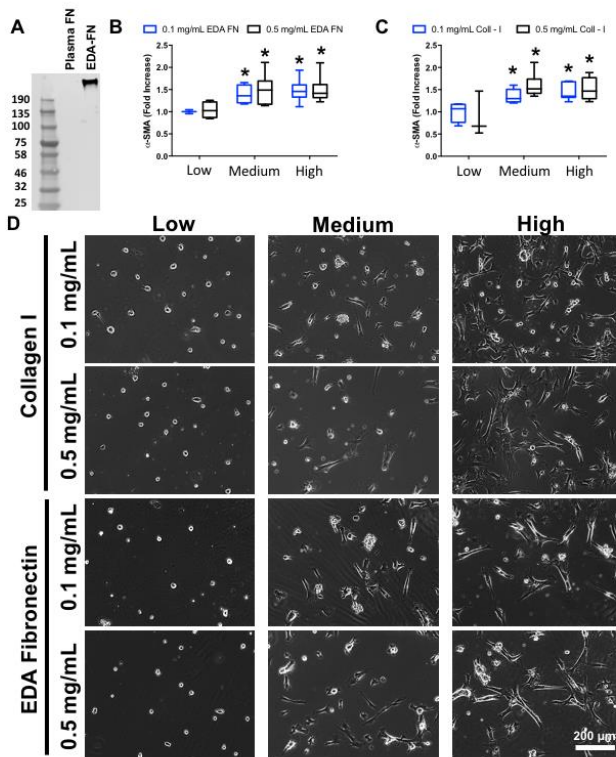 A
Plasma FN
EDA-FN
190
135
100
75
58
46
32
25
B
0.1 mg/mL EDA FN 0.5 mg/mL EDA FN
α-SMA (Fold Increase)
2.5
2.0
1.5
1.0
0.5
0.0
* * * *
Low Medium High
C
0.1 mg/mL Coll - I 0.5 mg/mL Coll - I
α-SMA (Fold Increase)
2.5
2.0
1.5
1.0
0.5
0.0
* * * *
Low Medium High
D
Low Medium High
Collagen I
0.1 mg/mL
0.5 mg/mL
EDA Fibronectin
0.1 mg/mL
0.5 mg/mL
200 µm